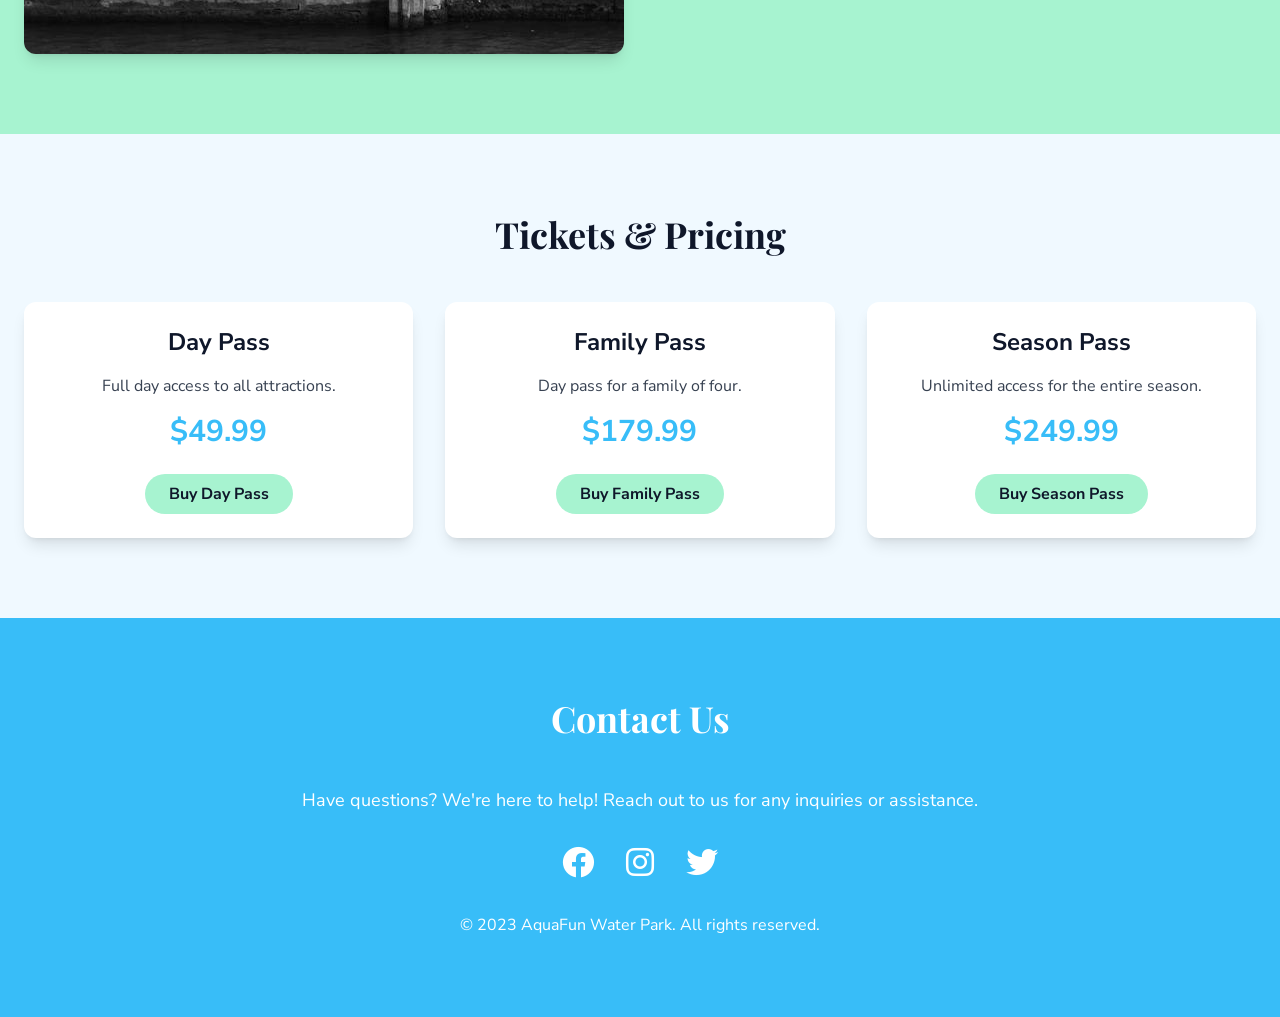 Tickets & Pricing
Day Pass
Full day access to all attractions.
$49.99
Buy Day Pass
Family Pass
Day pass for a family of four.
$179.99
Buy Family Pass
Season Pass
Unlimited access for the entire season.
$249.99
Buy Season Pass
Contact Us
Have questions? We're here to help! Reach out to us for any inquiries or assistance.
© 2023 AquaFun Water Park. All rights reserved.